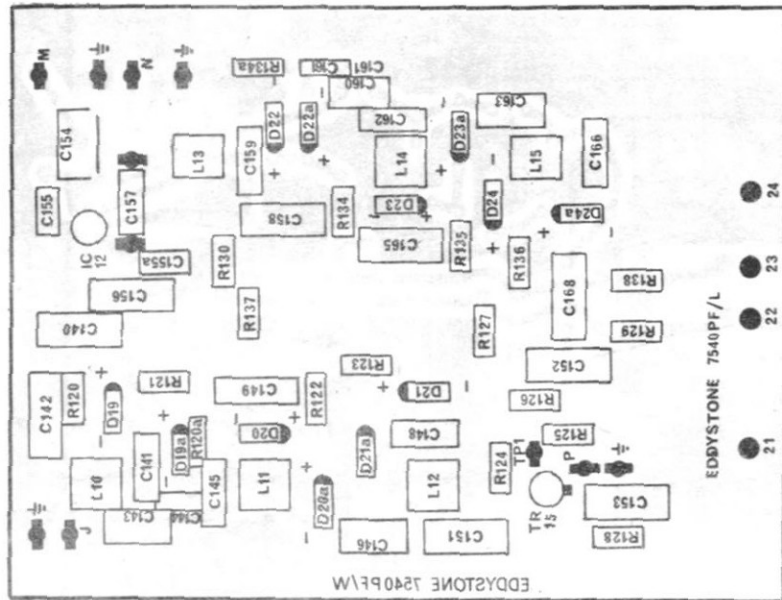 M
N
R134a
C161
C160
C162
C163
C154
D22
D22a
D23a
L13
C159
L14
L15
C166
C155
C157
IC
12
C155a
C158
R134
D23
D24
D24a
24
R130
C165
R135
R136
R138
23
C156
R137
C168
C140
R127
R129
22
EDDYSTONE 7540PF/L
C142
R120
D19
R121
C149
R122
R123
D21
C152
R126
D19a
R120a
D20
D21a
C148
TP1
R125
21
L10
C141
C145
L11
D20a
L12
R124
P
J
C143
C146
C151
TR
15
C153
R128
EDDYSTONE 7540PF/W